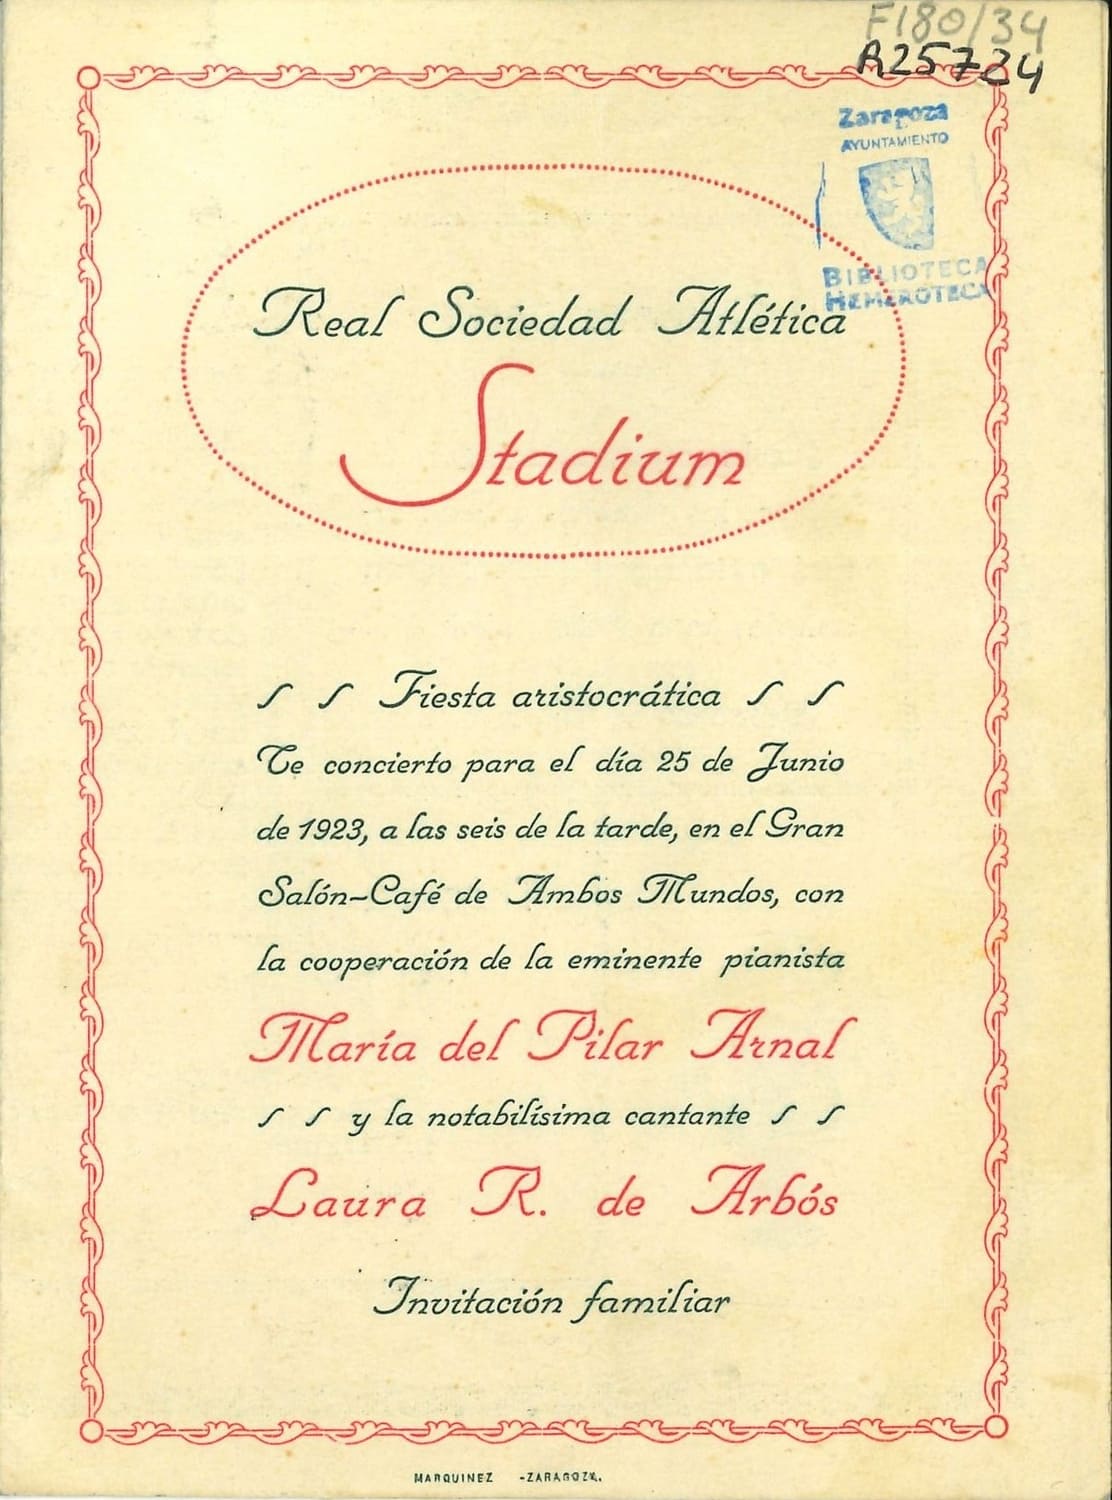 F180/34
A25724
Zaragoza
AYUNTAMIENTO
BIBLIOTECA
HEMEROTECA
Real Sociedad Atlética
Stadium
Fiesta aristocrática
Te concierto para el día 25 de Junio
de 1923, a las seis de la tarde, en el Gran
Salón-Café de Ambos Mundos, con
la cooperación de la eminente pianista
María del Pilar Arnal
y la notabilísima cantante
Laura R. de Arbós
Invitación familiar
MARQUINEZ -ZARAGOZA.